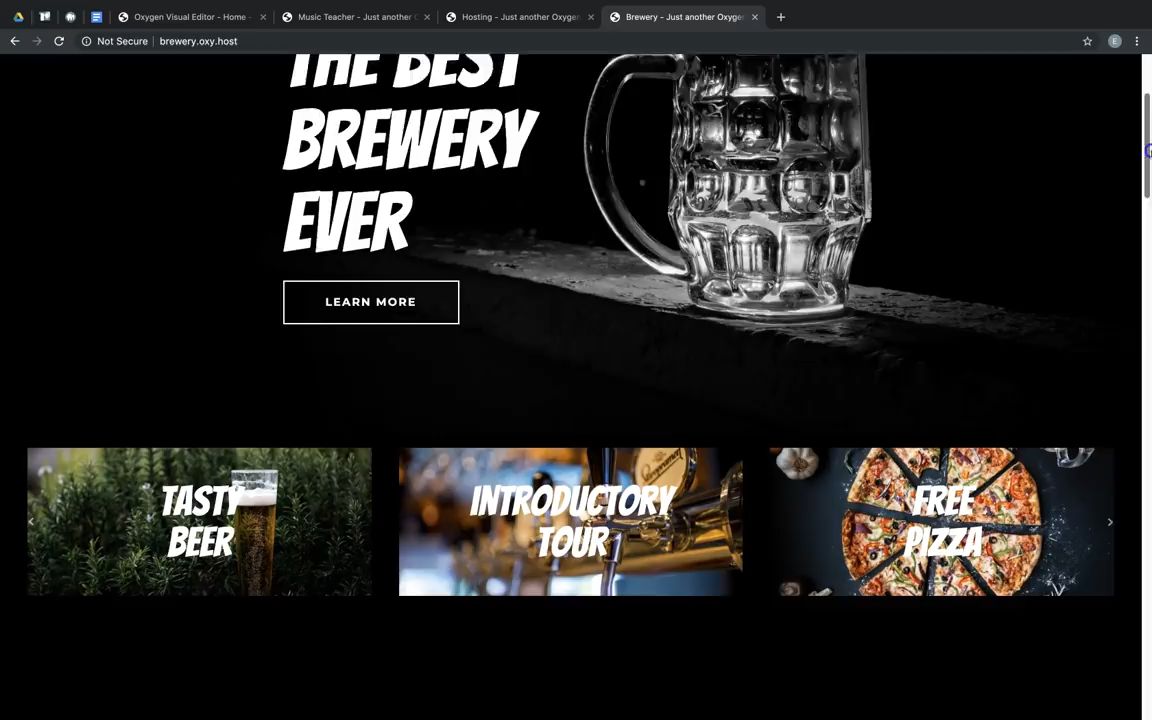 Oxygen Visual Editor - Home -
Music Teacher - Just another O
Hosting - Just another Oxygen
Brewery - Just another Oxygen
Not Secure
brewery.oxy.host
E
THE BEST
BREWERY
EVER
LEARN MORE
TASTY
BEER
INTRODUCTORY
TOUR
FREE
PIZZA